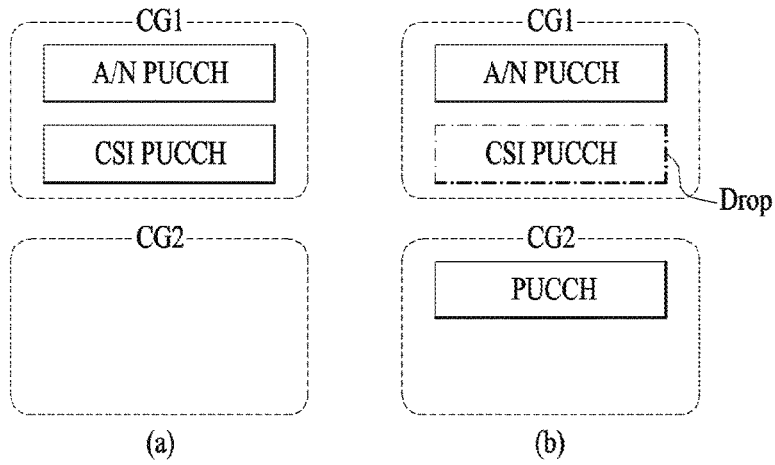 CG1
A/N PUCCH
CSI PUCCH
CG2
(a)
CG1
A/N PUCCH
CSI PUCCH
Drop
CG2
PUCCH
(b)